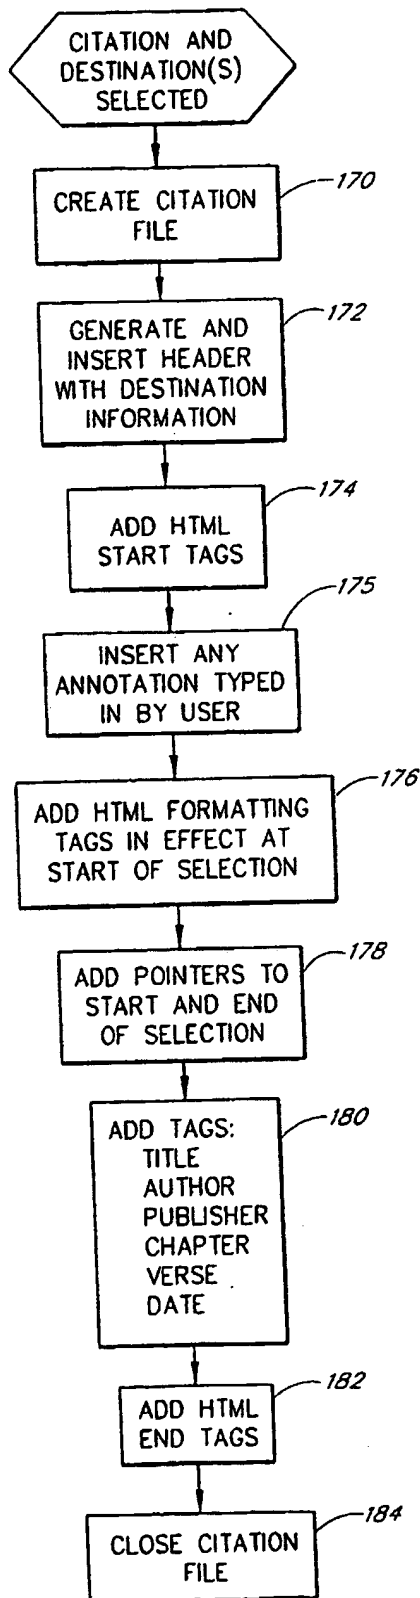 CITATION AND
DESTINATION(S)
SELECTED
170
CREATE CITATION
FILE
172
GENERATE AND
INSERT HEADER
WITH DESTINATION
INFORMATION
174
ADD HTML
START TAGS
175
INSERT ANY
ANNOTATION TYPED
IN BY USER
176
ADD HTML FORMATTING
TAGS IN EFFECT AT
START OF SELECTION
178
ADD POINTERS TO
START AND END
OF SELECTION
180
ADD TAGS:
TITLE
AUTHOR
PUBLISHER
CHAPTER
VERSE
DATE
182
ADD HTML
END TAGS
184
CLOSE CITATION
FILE